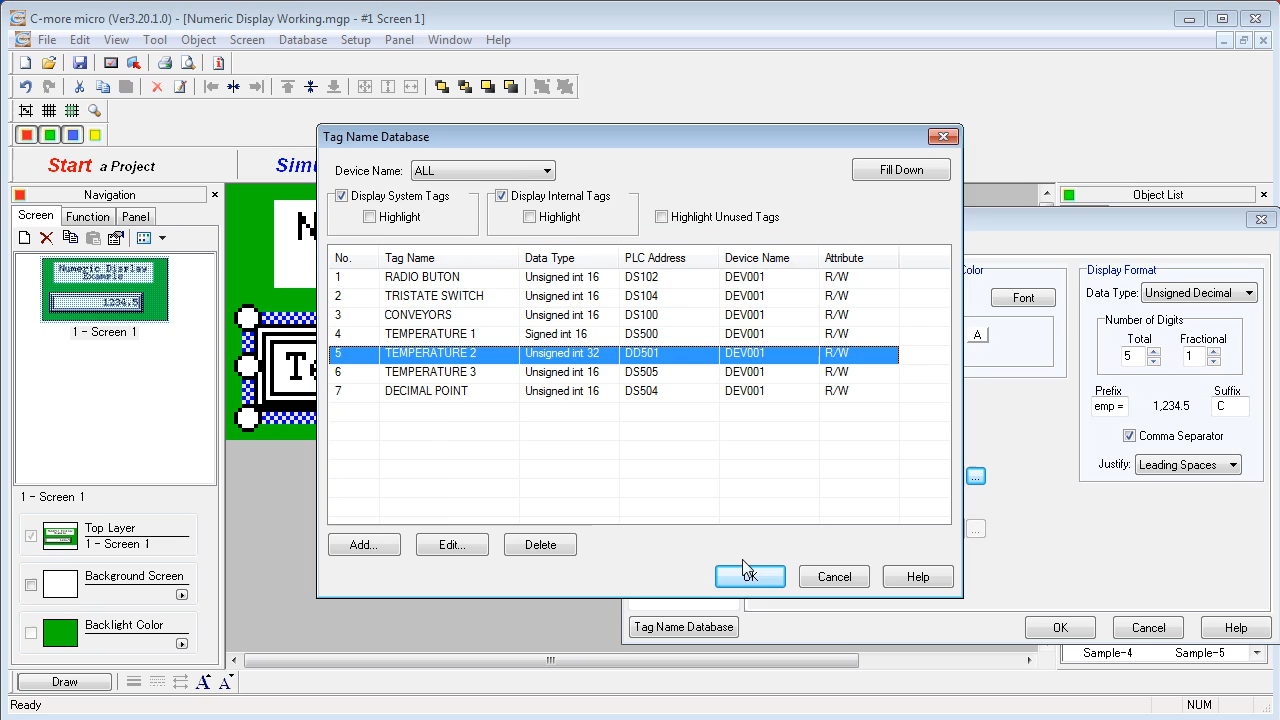 C-more micro (Ver3.20.1.0) - [Numeric Display Working.mgp - #1 Screen 1]
File Edit View Tool Object Screen Database Setup Panel Window Help
Start a Project
Navigation
Screen Function Panel
Numeric Display
1234.5
1 - Screen 1
1 - Screen 1
Top Layer
1 - Screen 1
Background Screen
Backlight Color
Tag Name Database
Device Name: ALL
Fill Down
Display System Tags
Highlight
Display Internal Tags
Highlight
Highlight Unused Tags
No. Tag Name Data Type PLC Address Device Name Attribute
1 RADIO BUTON Unsigned int 16 DS102 DEV001 R/W
2 TRISTATE SWITCH Unsigned int 16 DS104 DEV001 R/W
3 CONVEYORS Unsigned int 16 DS100 DEV001 R/W
4 TEMPERATURE 1 Signed int 16 DS500 DEV001 R/W
5 TEMPERATURE 2 Unsigned int 32 DD501 DEV001 R/W
6 TEMPERATURE 3 Unsigned int 16 DS505 DEV001 R/W
7 DECIMAL POINT Unsigned int 16 DS504 DEV001 R/W
Add... Edit... Delete
OK Cancel Help
Object List
Font
A
Display Format
Data Type: Unsigned Decimal
Number of Digits
Total Fractional
5 1
Prefix Suffix
emp = 1,234.5 C
Comma Separator
Justify: Leading Spaces
...
...
Tag Name Database
OK Cancel Help
Sample-4 Sample-5
Draw
A A
Ready
NUM